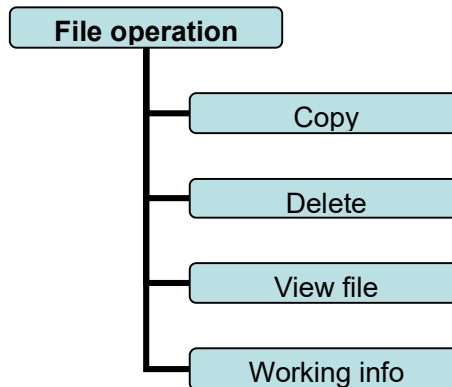 File operation
Copy
Delete
View file
Working info